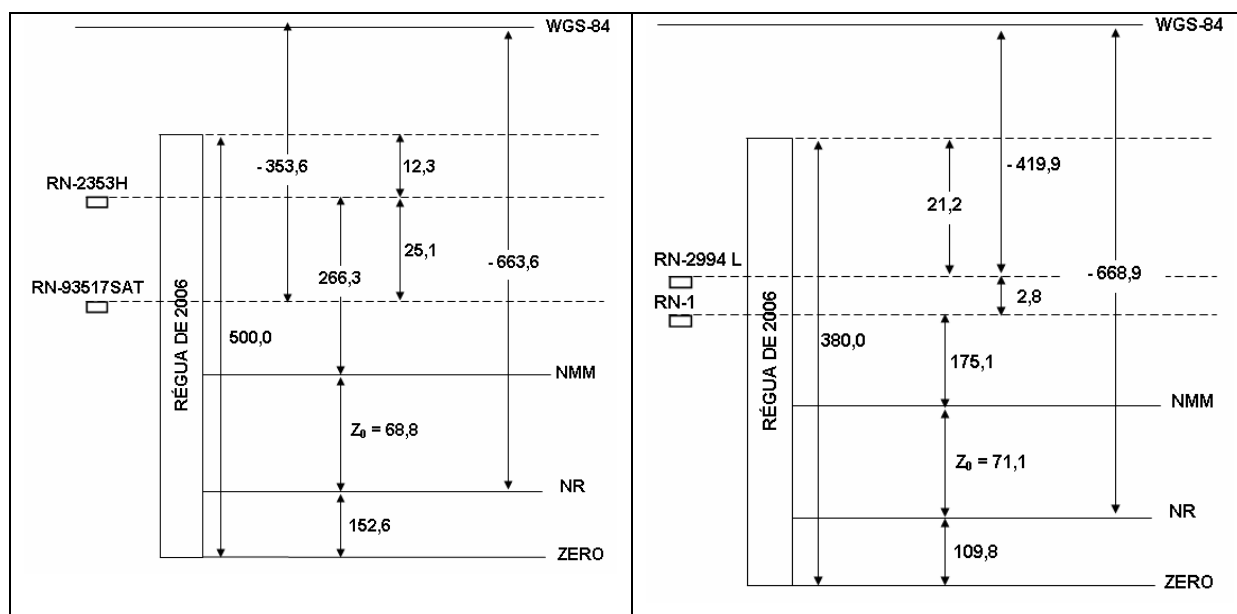 WGS-84
- 353,6
12,3
RN-2353H
25,1
266,3
- 663,6
RN-93517SAT
500,0
RÉGUA DE 2006
NMM
Z₀ = 68,8
NR
152,6
ZERO
WGS-84
- 419,9
21,2
RN-2994 L
- 668,9
2,8
RN-1
380,0
175,1
RÉGUA DE 2006
NMM
Z₀ = 71,1
NR
109,8
ZERO